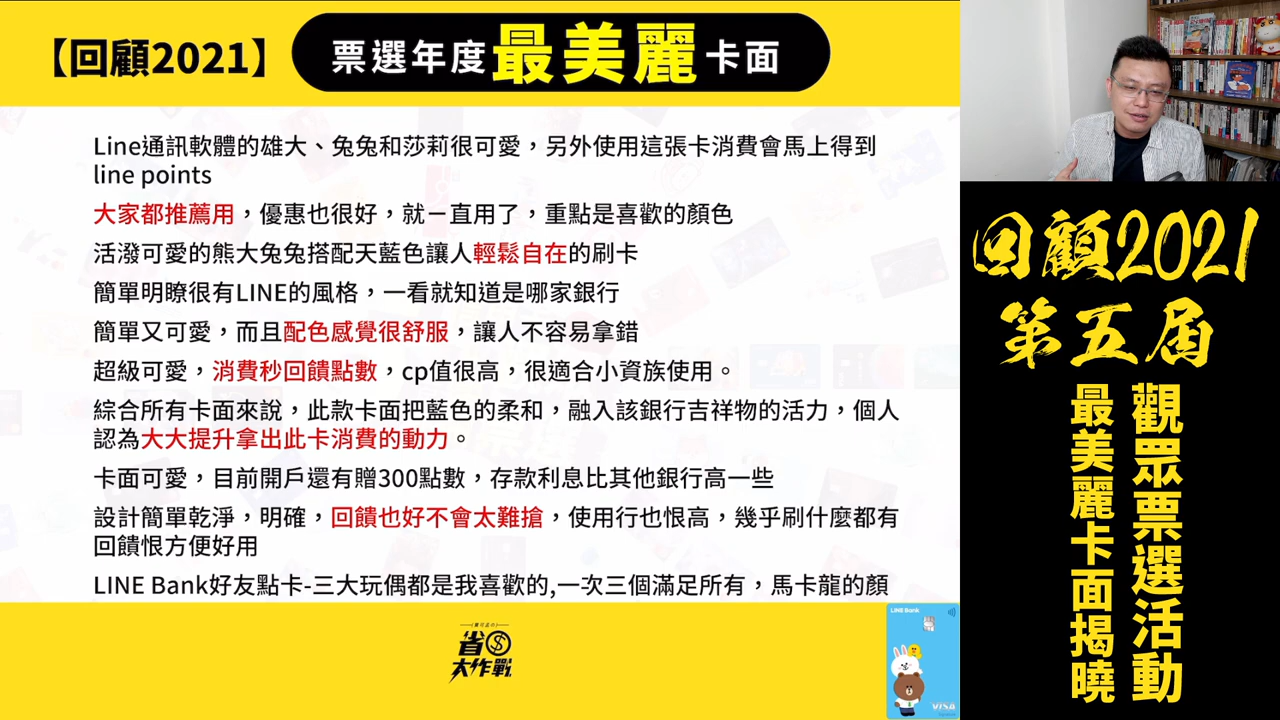 【回顧2021】 票選年度最美麗卡面
Line通訊軟體的雄大、兔兔和莎莉很可愛，另外使用這張卡消費會馬上得到
line points
大家都推薦用，優惠也很好，就ㄧ直用了，重點是喜歡的顏色
活潑可愛的熊大兔兔搭配天藍色讓人輕鬆自在的刷卡
簡單明瞭很有LINE的風格，一看就知道是哪家銀行
簡單又可愛，而且配色感覺很舒服，讓人不容易拿錯
超級可愛，消費秒回饋點數，cp值很高，很適合小資族使用。
綜合所有卡面來說，此款卡面把藍色的柔和，融入該銀行吉祥物的活力，個人
認為大大提升拿出此卡消費的動力。
卡面可愛，目前開戶還有贈300點數，存款利息比其他銀行高一些
設計簡單乾淨，明確，回饋也好不會太難搶，使用行也恨高，幾乎刷什麼都有
回饋恨方便好用
LINE Bank好友點卡-三大玩偶都是我喜歡的,一次三個滿足所有，馬卡龍的顏
省
大作戰
LINE Bank
VISA
回顧2021
第五屆
觀眾票選活動
最美麗卡面揭曉